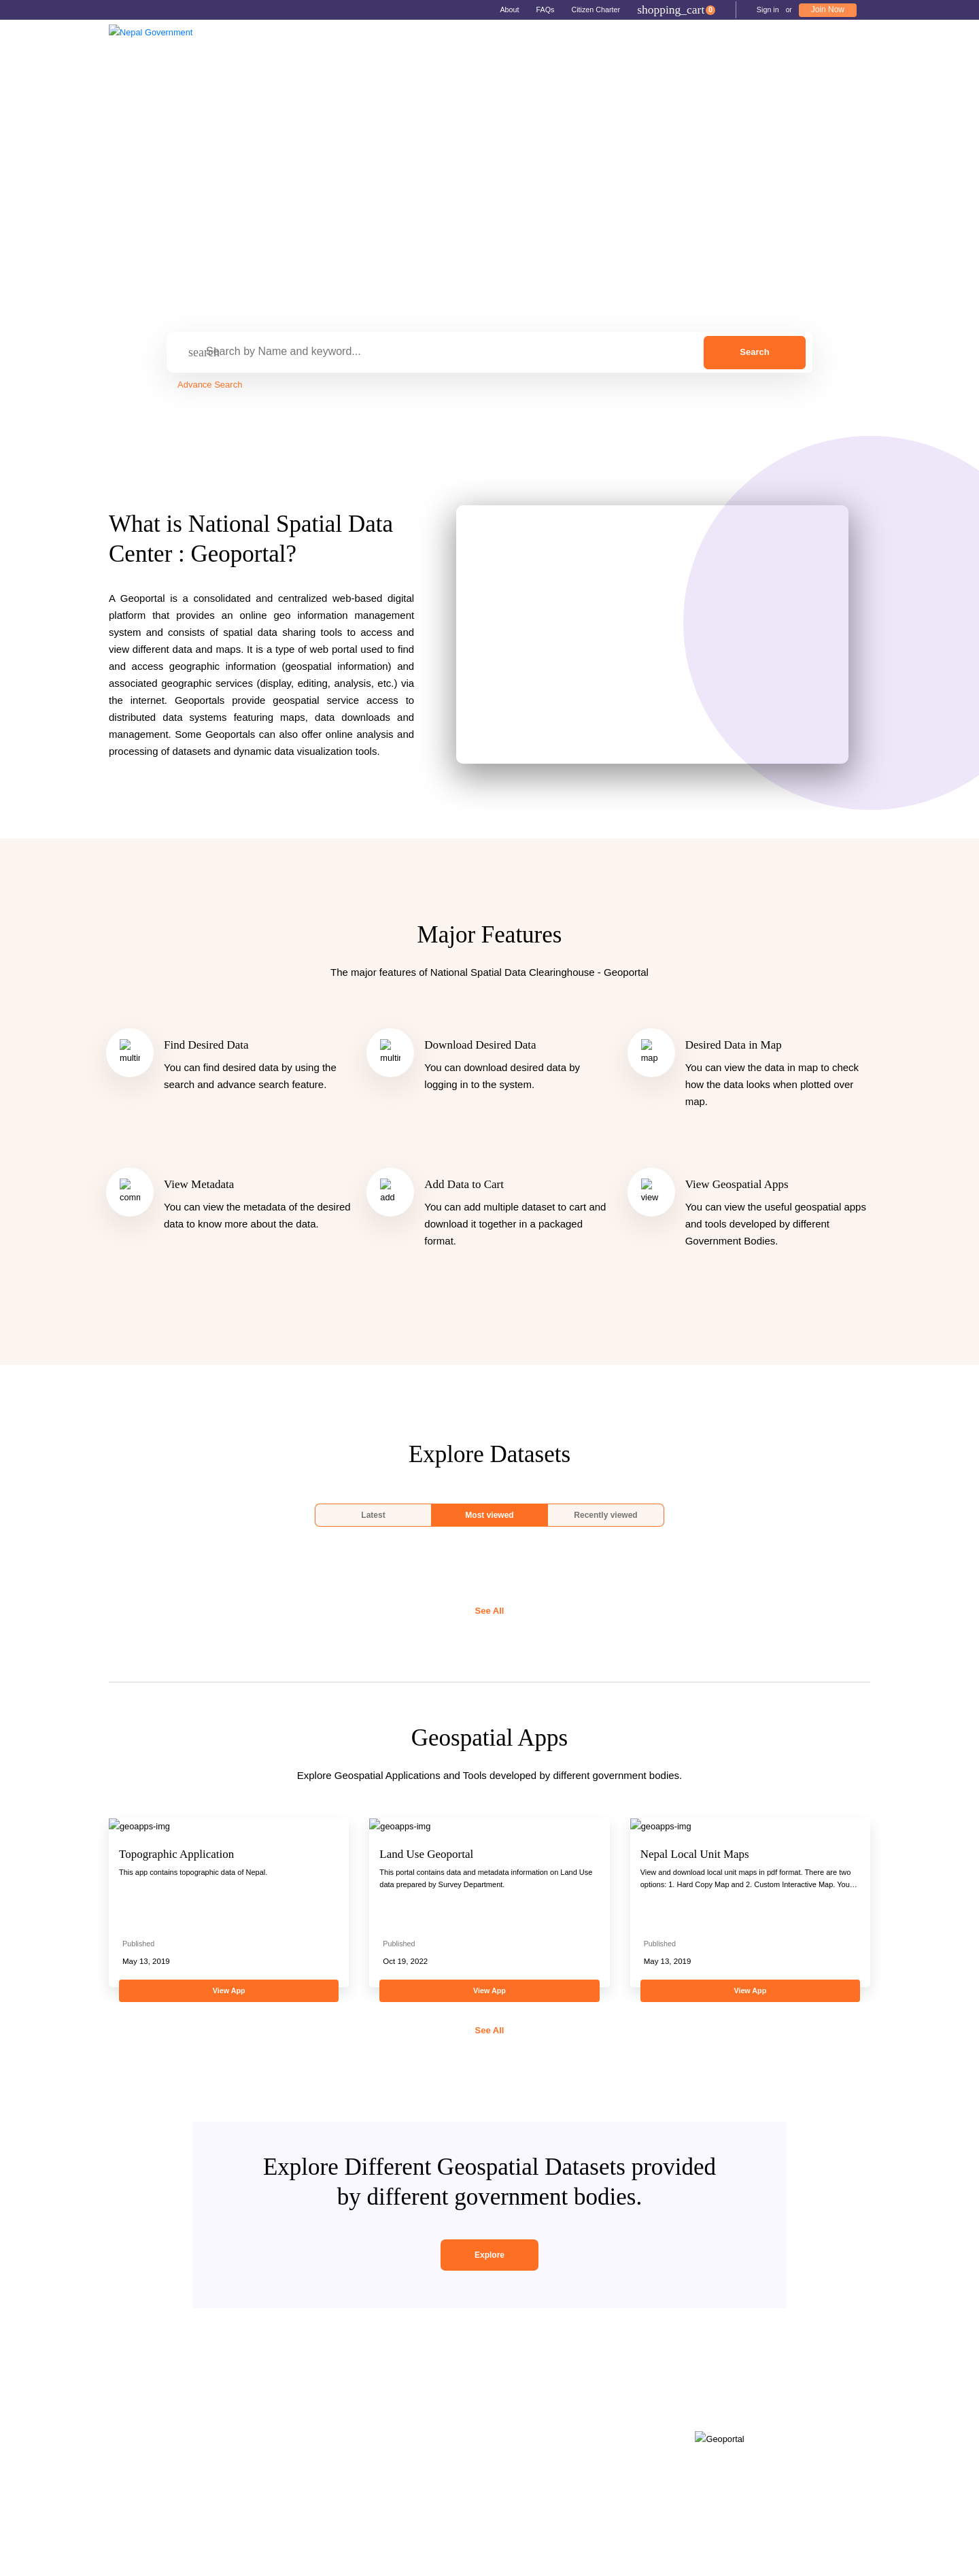 About FAQs Citizen Charter shopping_cart 0 Sign in or Join Now
Nepal Government
search Search by Name and keyword... Search
Advance Search
What is National Spatial Data
Center : Geoportal?
A Geoportal is a consolidated and centralized web-based digital
platform that provides an online geo information management
system and consists of spatial data sharing tools to access and
view different data and maps. It is a type of web portal used to find
and access geographic information (geospatial information) and
associated geographic services (display, editing, analysis, etc.) via
the internet. Geoportals provide geospatial service access to
distributed data systems featuring maps, data downloads and
management. Some Geoportals can also offer online analysis and
processing of datasets and dynamic data visualization tools.
Major Features
The major features of National Spatial Data Clearinghouse - Geoportal
multin
Find Desired Data
You can find desired data by using the
search and advance search feature.
multin
Download Desired Data
You can download desired data by
logging in to the system.
map
Desired Data in Map
You can view the data in map to check
how the data looks when plotted over
map.
comn
View Metadata
You can view the metadata of the desired
data to know more about the data.
add
Add Data to Cart
You can add multiple dataset to cart and
download it together in a packaged
format.
view
View Geospatial Apps
You can view the useful geospatial apps
and tools developed by different
Government Bodies.
Explore Datasets
Latest Most viewed Recently viewed
See All
Geospatial Apps
Explore Geospatial Applications and Tools developed by different government bodies.
geoapps-img
Topographic Application
This app contains topographic data of Nepal.
Published
May 13, 2019
View App
geoapps-img
Land Use Geoportal
This portal contains data and metadata information on Land Use
data prepared by Survey Department.
Published
Oct 19, 2022
View App
geoapps-img
Nepal Local Unit Maps
View and download local unit maps in pdf format. There are two
options: 1. Hard Copy Map and 2. Custom Interactive Map. You…
Published
May 13, 2019
View App
See All
Explore Different Geospatial Datasets provided
by different government bodies.
Explore
Geoportal